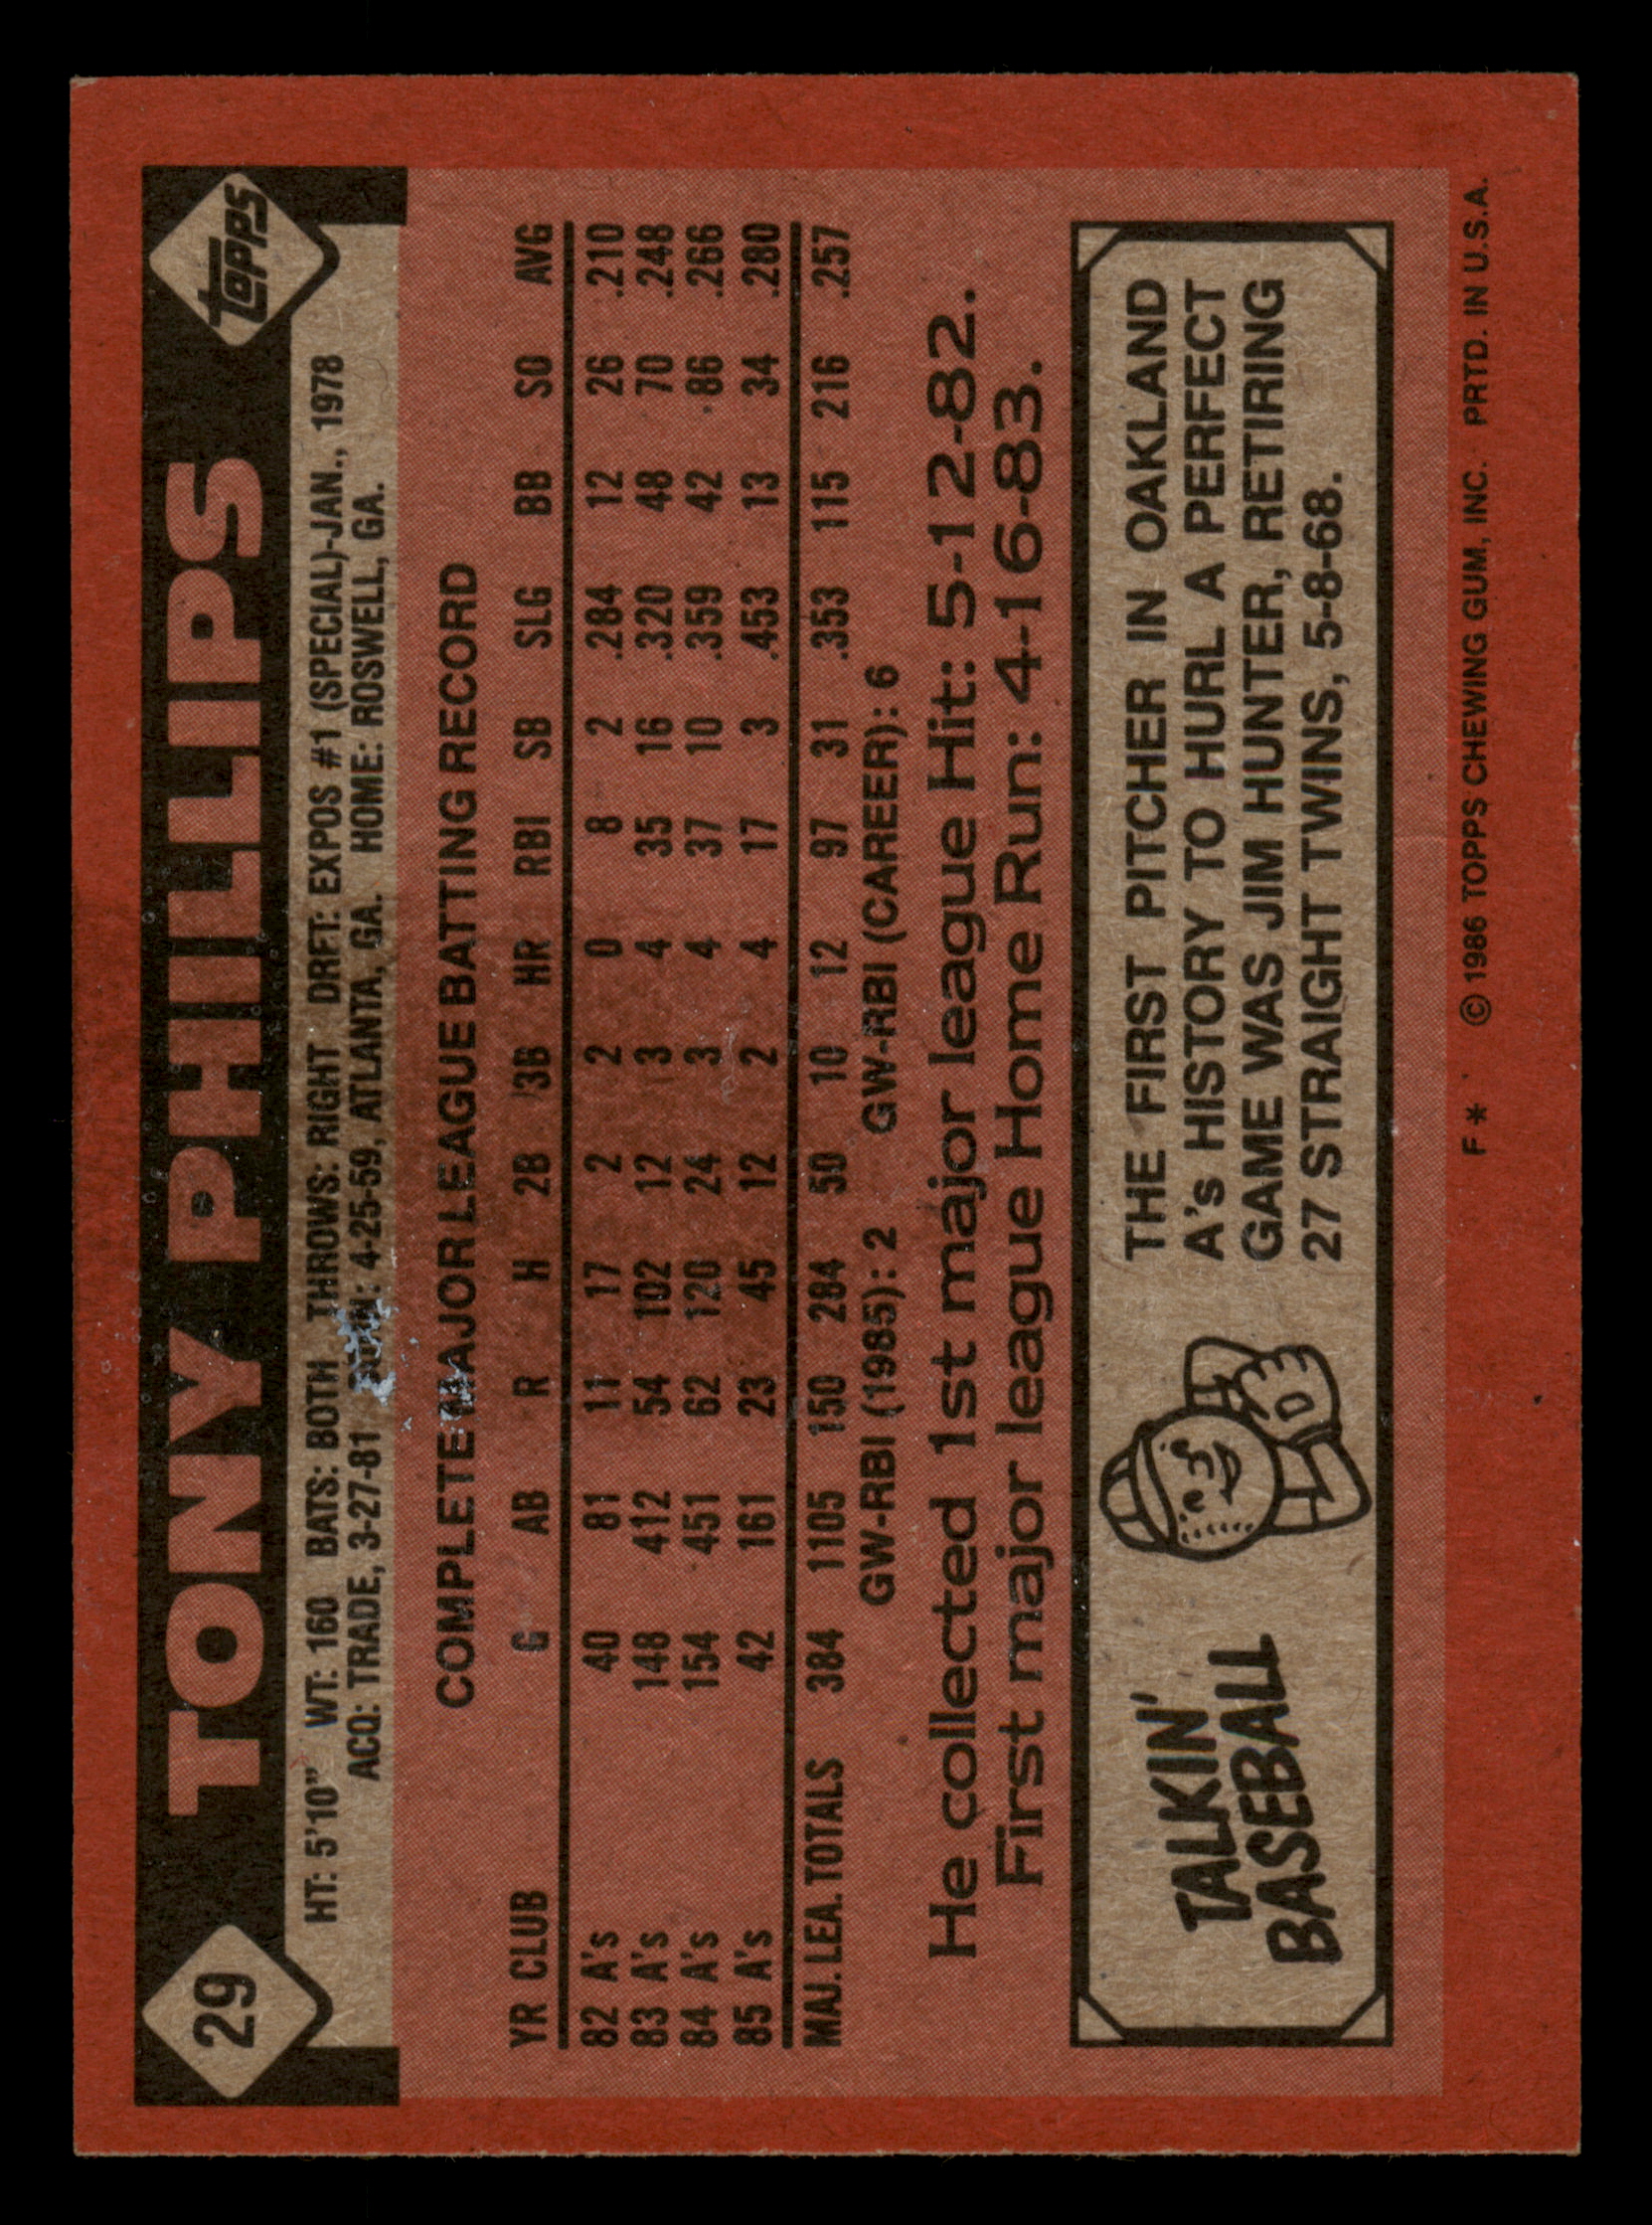 29 TONY PHILLIPS topps
HT: 5'10" WT: 160 BATS: BOTH THROWS: RIGHT DRFT: EXPOS #1 (SPECIAL)-JAN., 1978
ACQ: TRADE, 3-27-81 4-25-59, ATLANTA, GA. HOME: ROSWELL, GA.
COMPLETE MAJOR LEAGUE BATTING RECORD
YR CLUB G AB R H 2B 3B HR RBI SB SLG BB SO AVG
82 A's 40 81 11 17 2 2 0 8 2 .284 12 26 .210
83 A's 148 412 54 102 12 3 4 35 16 .320 48 70 .248
84 A's 154 451 62 120 24 3 4 37 10 .359 42 86 .266
85 A's 42 161 23 45 12 2 4 17 3 .453 13 34 .280
MAJ. LEA. TOTALS 384 1105 150 284 50 10 12 97 31 .353 115 216 .257
GW-RBI (1985): 2 GW-RBI (CAREER): 6
He collected 1st major league Hit: 5-12-82.
First major league Home Run: 4-16-83.
TALKIN'
BASEBALL
THE FIRST PITCHER IN OAKLAND
A's HISTORY TO HURL A PERFECT
GAME WAS JIM HUNTER, RETIRING
27 STRAIGHT TWINS, 5-8-68.
F* © 1986 TOPPS CHEWING GUM, INC. PRTD. IN U.S.A.